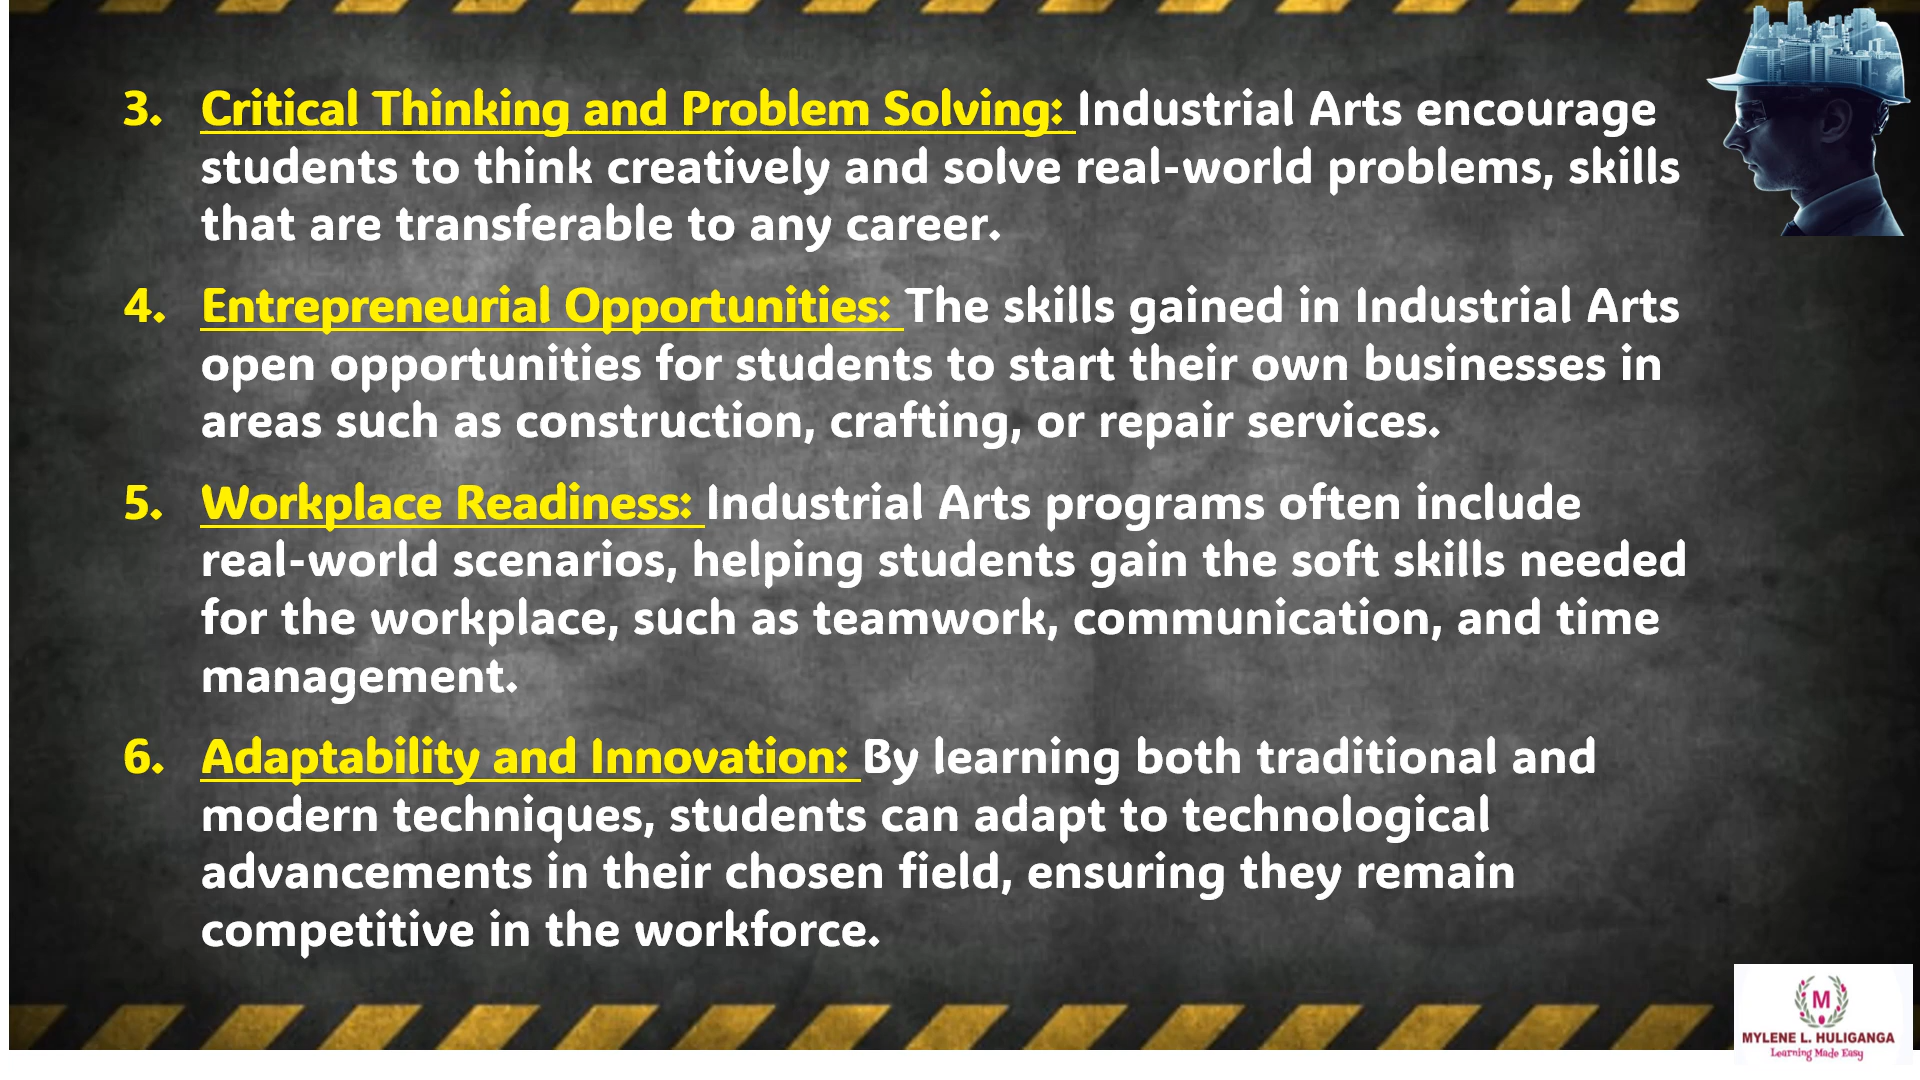 3. Critical Thinking and Problem Solving: Industrial Arts encourage
students to think creatively and solve real-world problems, skills
that are transferable to any career.
4. Entrepreneurial Opportunities: The skills gained in Industrial Arts
open opportunities for students to start their own businesses in
areas such as construction, crafting, or repair services.
5. Workplace Readiness: Industrial Arts programs often include
real-world scenarios, helping students gain the soft skills needed
for the workplace, such as teamwork, communication, and time
management.
6. Adaptability and Innovation: By learning both traditional and
modern techniques, students can adapt to technological
advancements in their chosen field, ensuring they remain
competitive in the workforce.
M
MYLENE L. HULIGANGA
Learning Made Easy